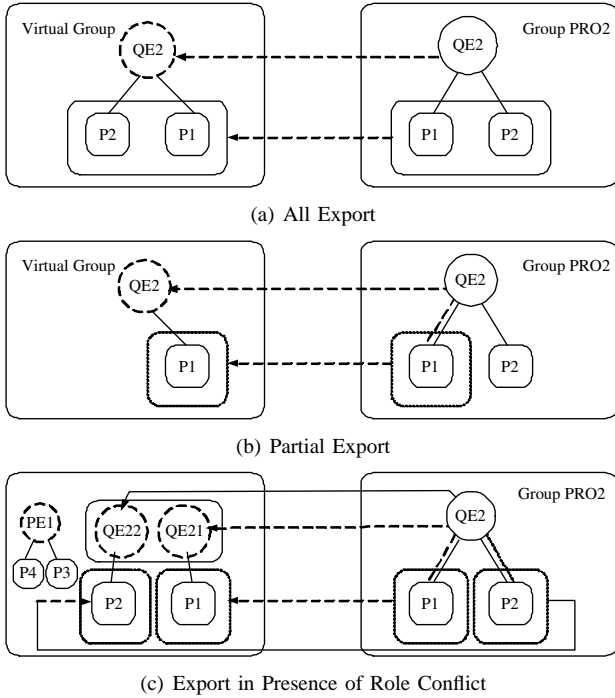 Virtual Group
Group PRO2
QE2
QE2
P2
P1
P1
P2
(a) All Export
Virtual Group
Group PRO2
QE2
QE2
P1
P1
P2
(b) Partial Export
Group PRO2
PE1
QE22
QE21
QE2
P4
P3
P2
P1
P1
P2
(c) Export in Presence of Role Conflict